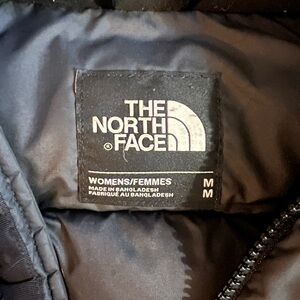 THE
NORTH
® FACE
WOMENS/FEMMES M
MADE IN BANGLADESH M
FABRIQUÉ AU BANGLADESH